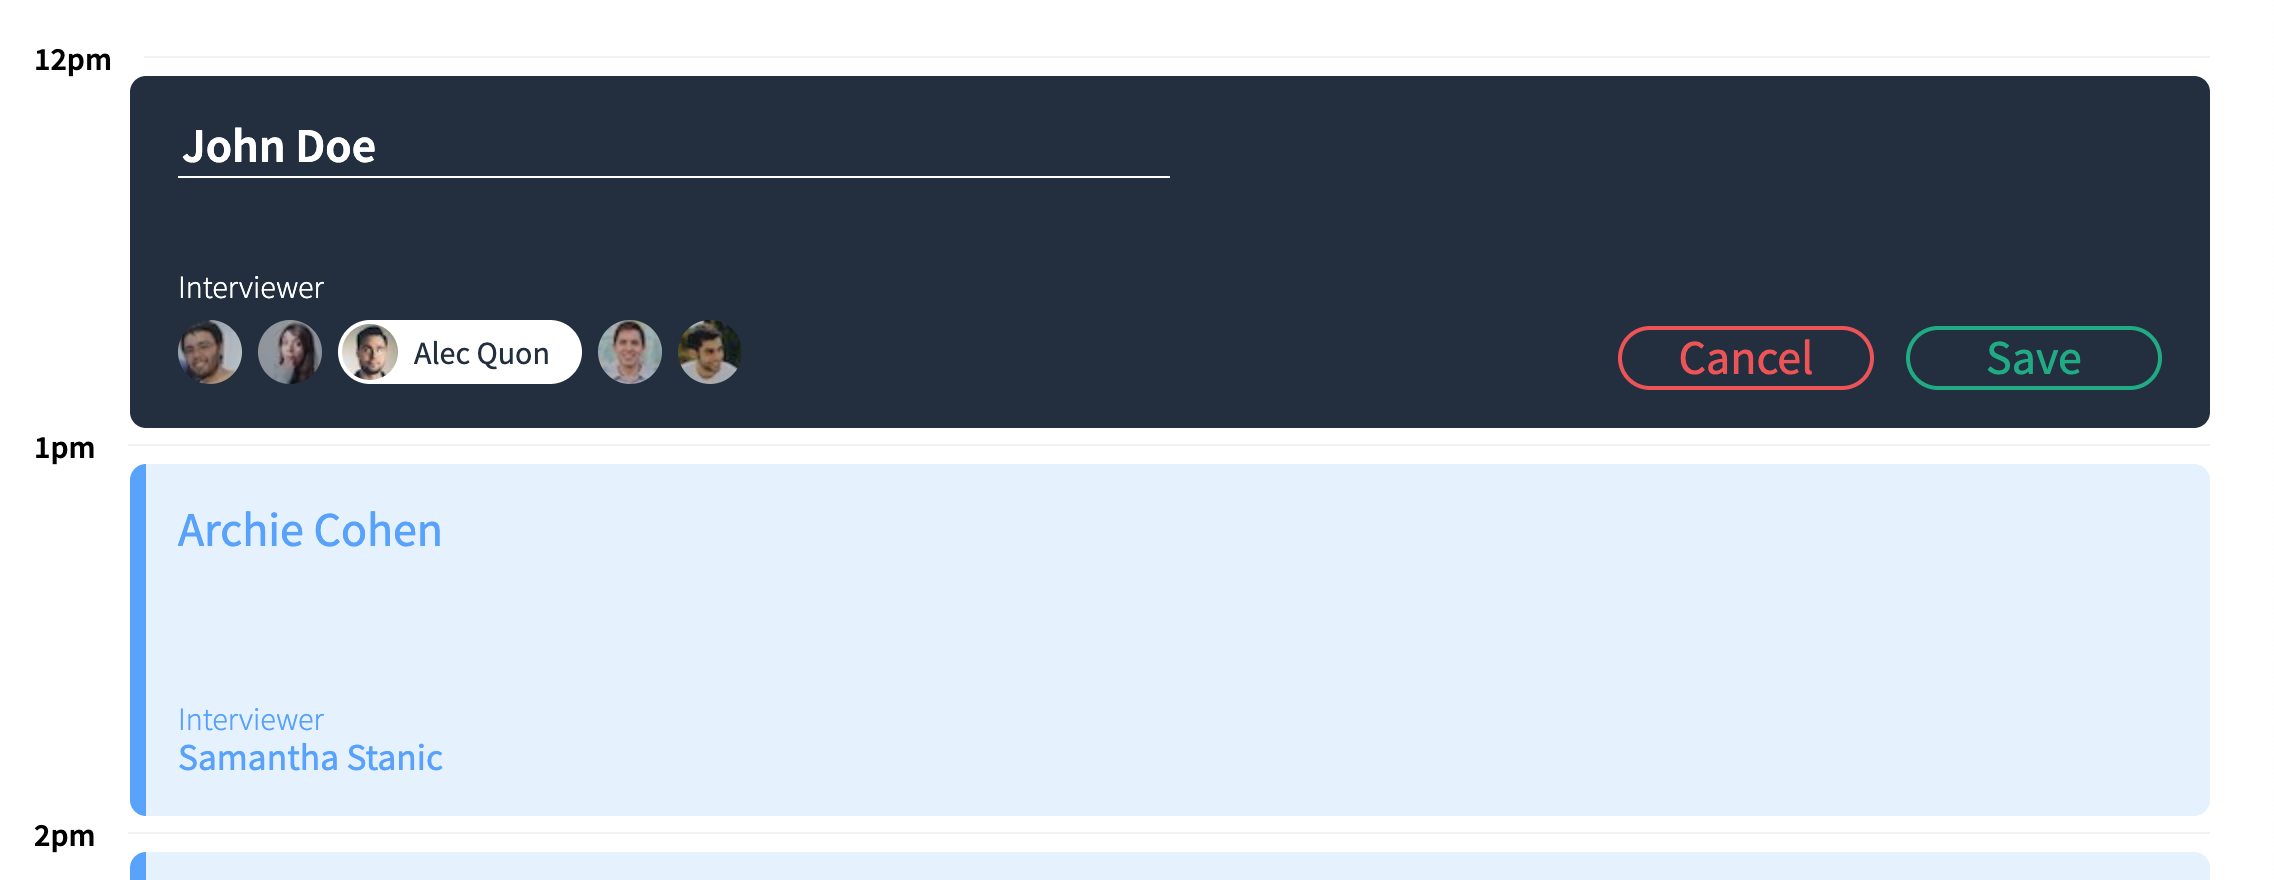 12pm
John Doe
Interviewer
Alec Quon
Cancel
Save
1pm
Archie Cohen
Interviewer
Samantha Stanic
2pm